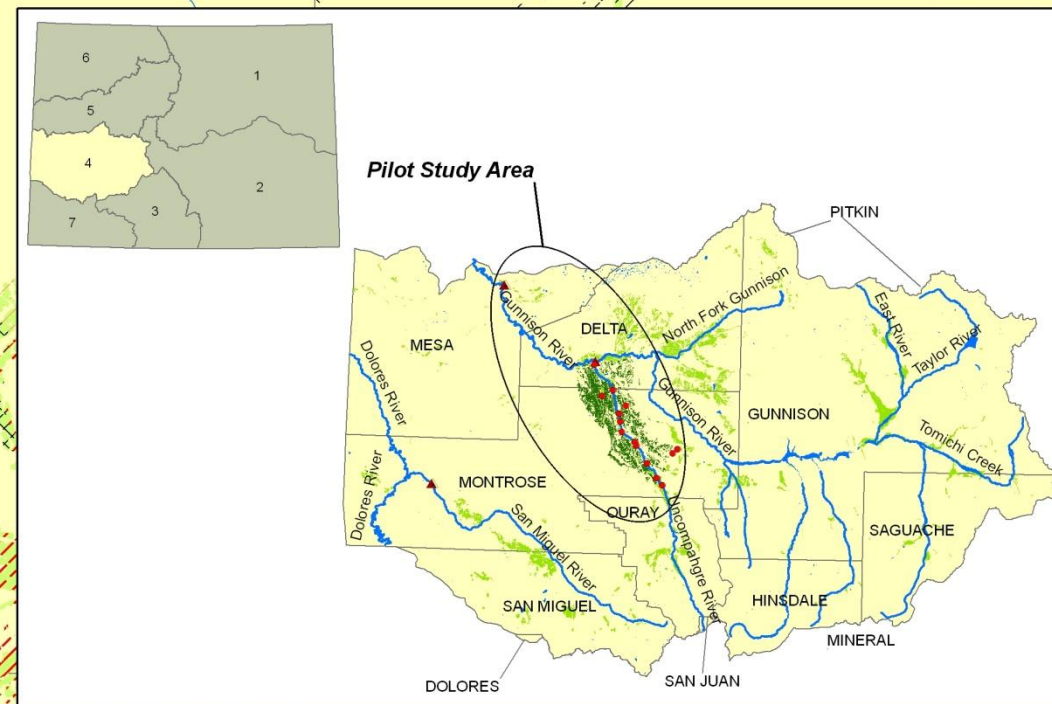 6
1
5
4
2
3
7
Pilot Study Area
PITKIN
Gunnison River
DELTA
North Fork Gunnison
East River
Taylor River
MESA
Dolores River
Gunnison River
GUNNISON
Tomichi Creek
Dolores River
MONTROSE
OURAY
Uncompahgre River
San Miguel River
SAGUACHE
SAN MIGUEL
HINSDALE
MINERAL
DOLORES
SAN JUAN